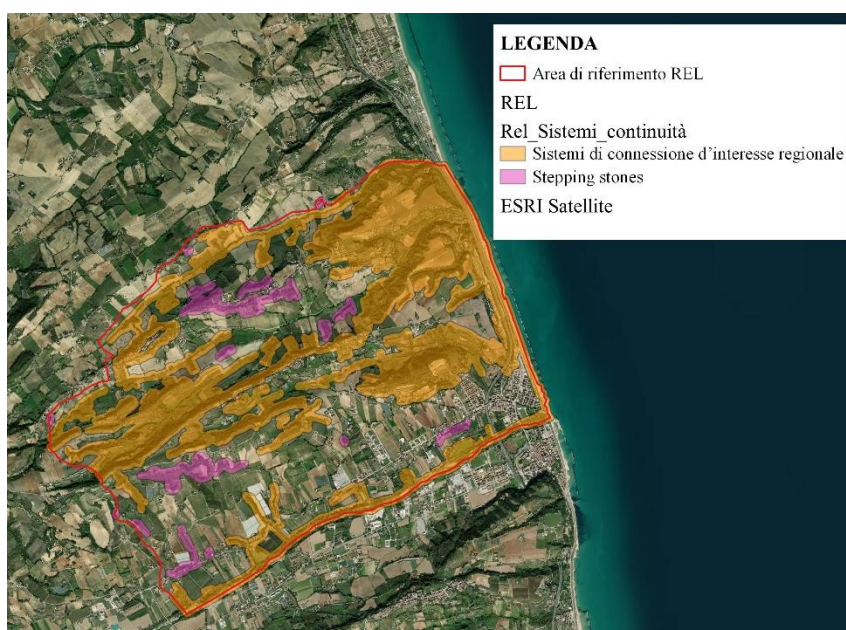 LEGENDA
Area di riferimento REL
REL
Rel_Sistemi_continuità
Sistemi di connessione d'interesse regionale
Stepping stones
ESRI Satellite